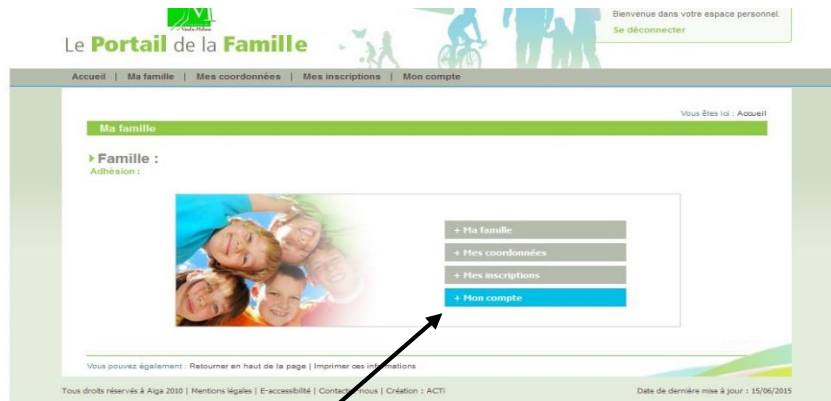 Bienvenue dans votre espace personnel.
Se déconnecter
Le Portail de la Famille
Accueil | Ma famille | Mes coordonnées | Mes inscriptions | Mon compte
Vous êtes ici : Accueil
Ma famille
Famille :
Adhésion :
+ Ma famille
+ Mes coordonnées
+ Mes inscriptions
+ Mon compte
Vous pouvez également : Retourner en haut de la page | Imprimer ces informations
Tous droits réservés à Aiga 2010 | Mentions légales | E-accessibilité | Contactez-nous | Création : ACTI
Date de dernière mise à jour : 15/06/2015